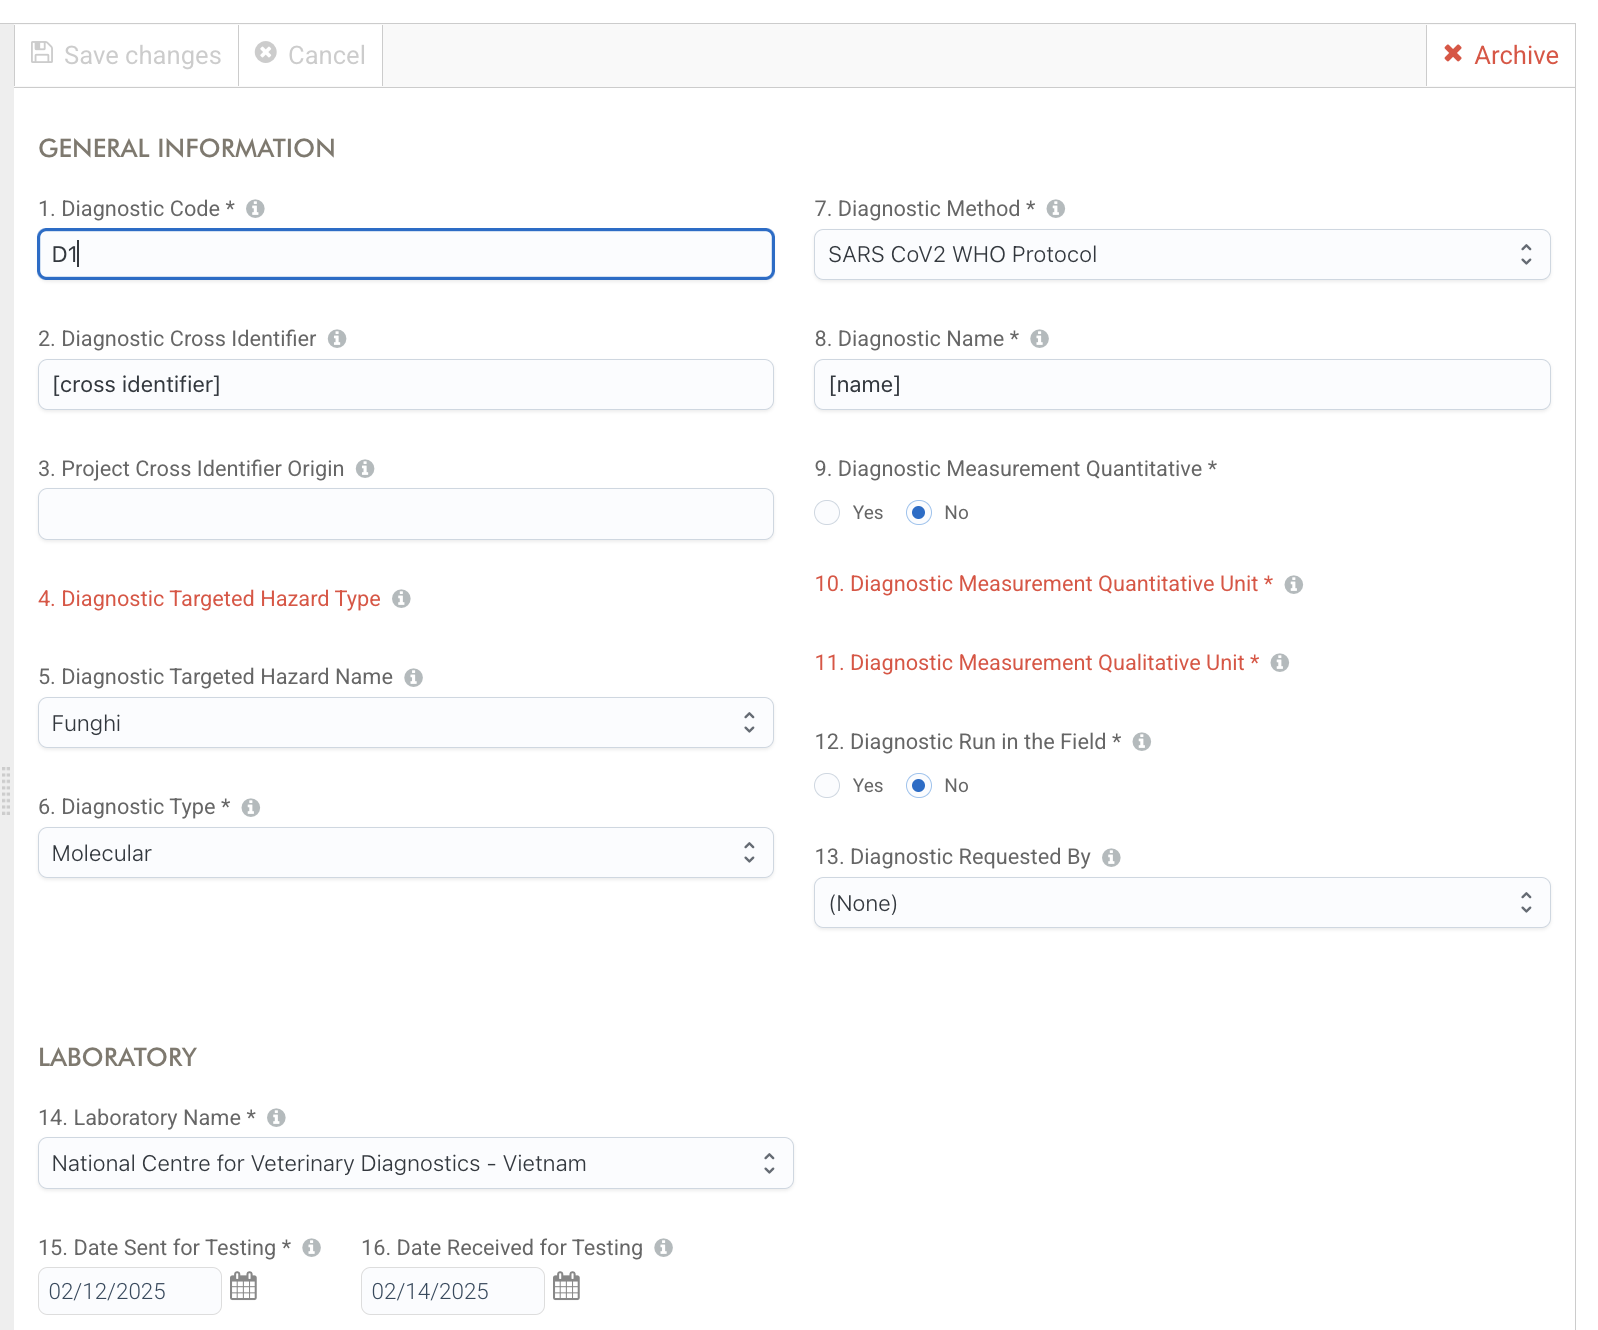 Save changes
Cancel
Archive
GENERAL INFORMATION
1. Diagnostic Code *
D1
2. Diagnostic Cross Identifier
[cross identifier]
3. Project Cross Identifier Origin
4. Diagnostic Targeted Hazard Type
5. Diagnostic Targeted Hazard Name
Funghi
6. Diagnostic Type *
Molecular
7. Diagnostic Method *
SARS CoV2 WHO Protocol
8. Diagnostic Name *
[name]
9. Diagnostic Measurement Quantitative *
Yes No
10. Diagnostic Measurement Quantitative Unit *
11. Diagnostic Measurement Qualitative Unit *
12. Diagnostic Run in the Field *
Yes No
13. Diagnostic Requested By
(None)
LABORATORY
14. Laboratory Name *
National Centre for Veterinary Diagnostics - Vietnam
15. Date Sent for Testing *
02/12/2025
16. Date Received for Testing
02/14/2025